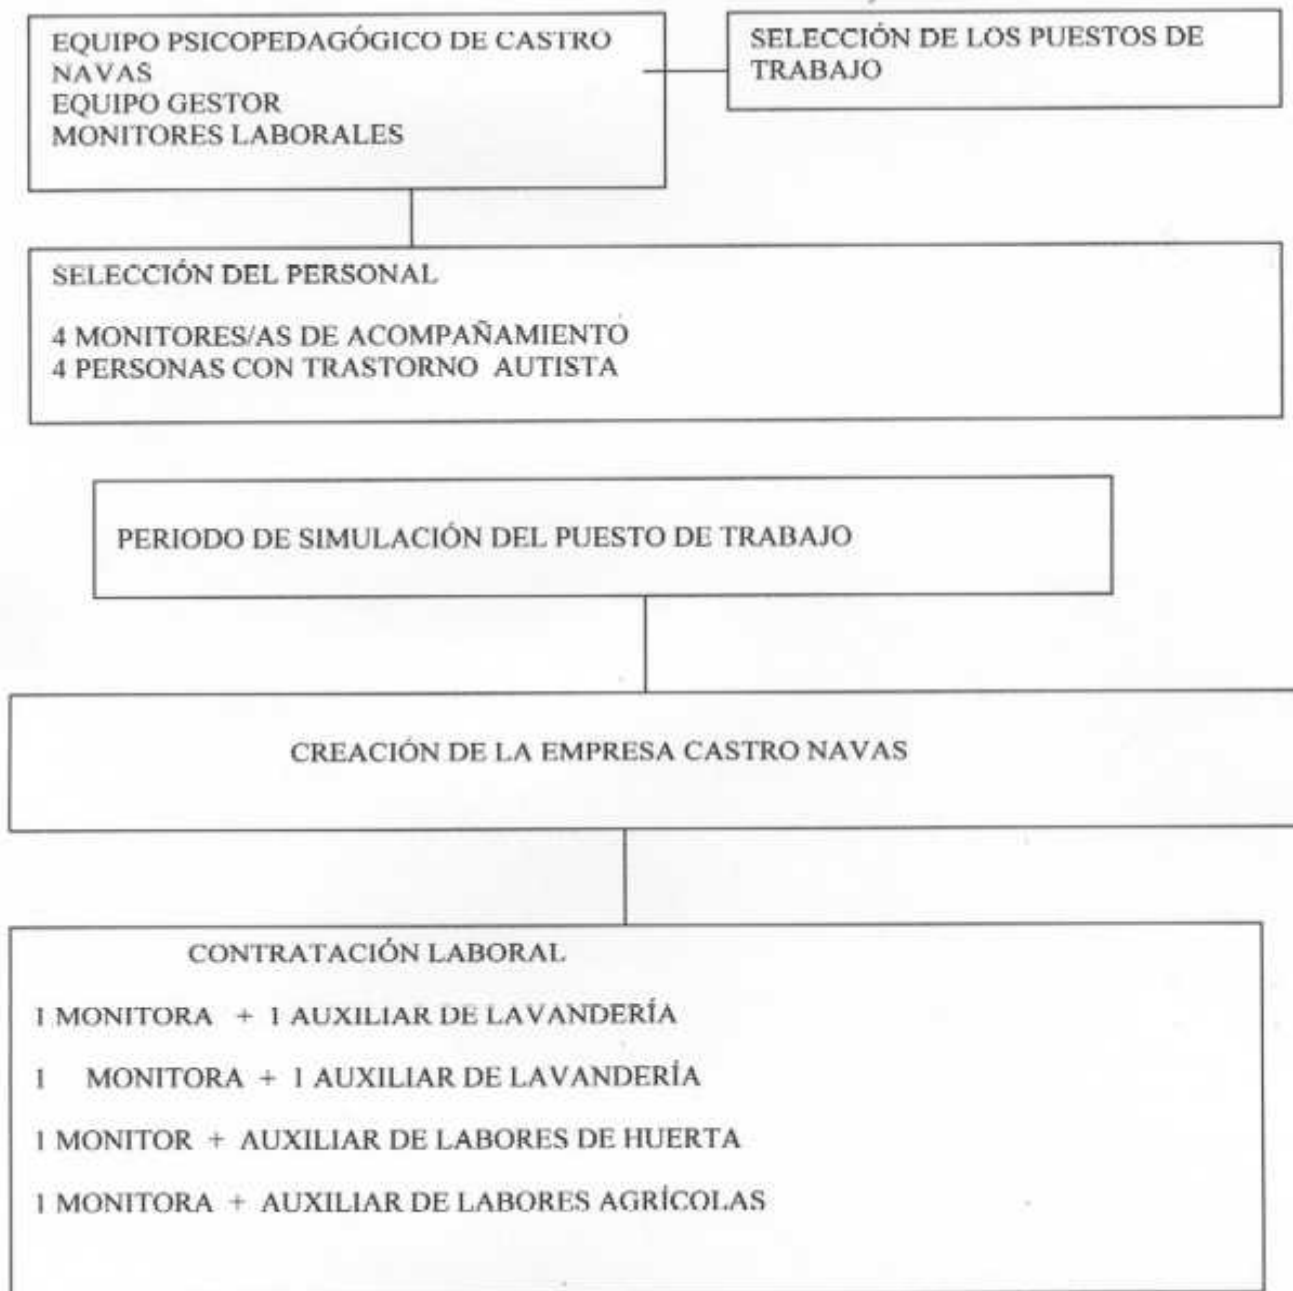 EQUIPO PSICOPEDAGÓGICO DE CASTRO
NAVAS
EQUIPO GESTOR
MONITORES LABORALES
SELECCIÓN DE LOS PUESTOS DE
TRABAJO
SELECCIÓN DEL PERSONAL
4 MONITORES/AS DE ACOMPAÑAMIENTO
4 PERSONAS CON TRASTORNO AUTISTA
PERIODO DE SIMULACIÓN DEL PUESTO DE TRABAJO
CREACIÓN DE LA EMPRESA CASTRO NAVAS
CONTRATACIÓN LABORAL
1 MONITORA + 1 AUXILIAR DE LAVANDERÍA
1 MONITORA + 1 AUXILIAR DE LAVANDERÍA
1 MONITOR + AUXILIAR DE LABORES DE HUERTA
1 MONITORA + AUXILIAR DE LABORES AGRÍCOLAS